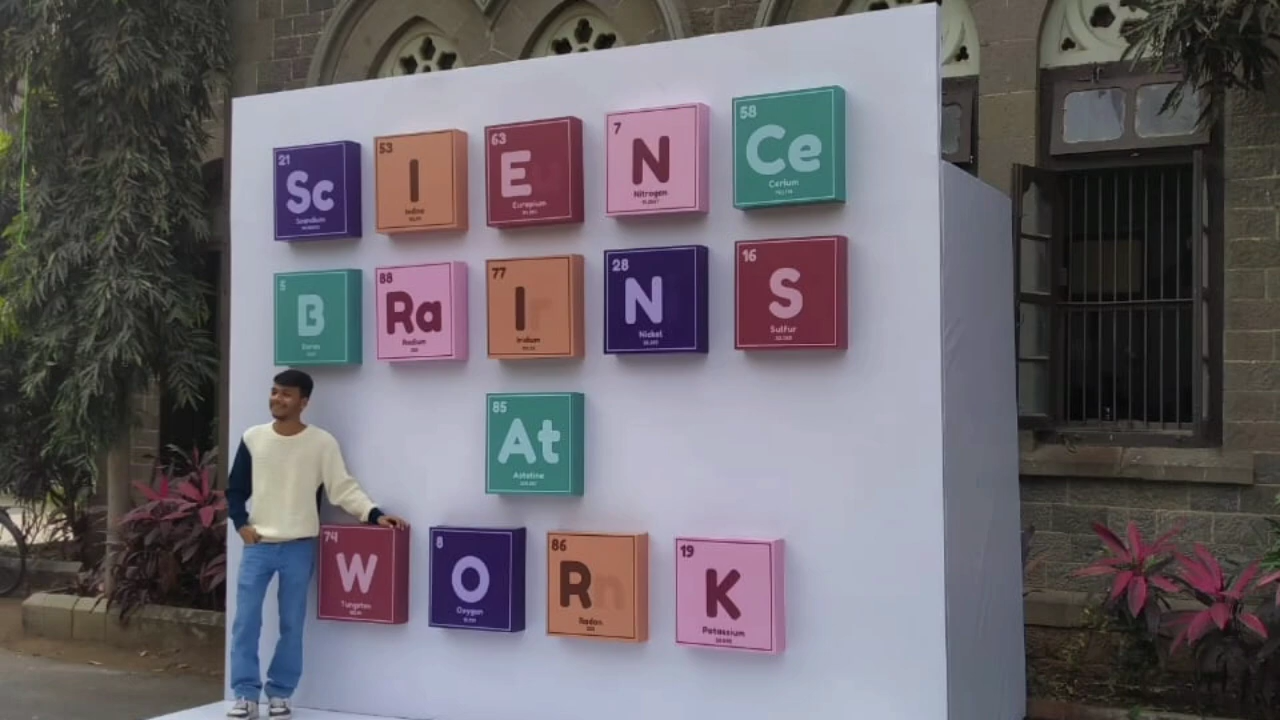 21 53 63 7 58
Sc I E N Ce
Scandium Iodine Europium Nitrogen Cerium
5 88 77 28 16
B Ra Ir N S
Boron Radium Iridium Nickel Sulfur
85
At
Astatine
74 8 86 19
W O Rn K
Tungsten Oxygen Radon Potassium